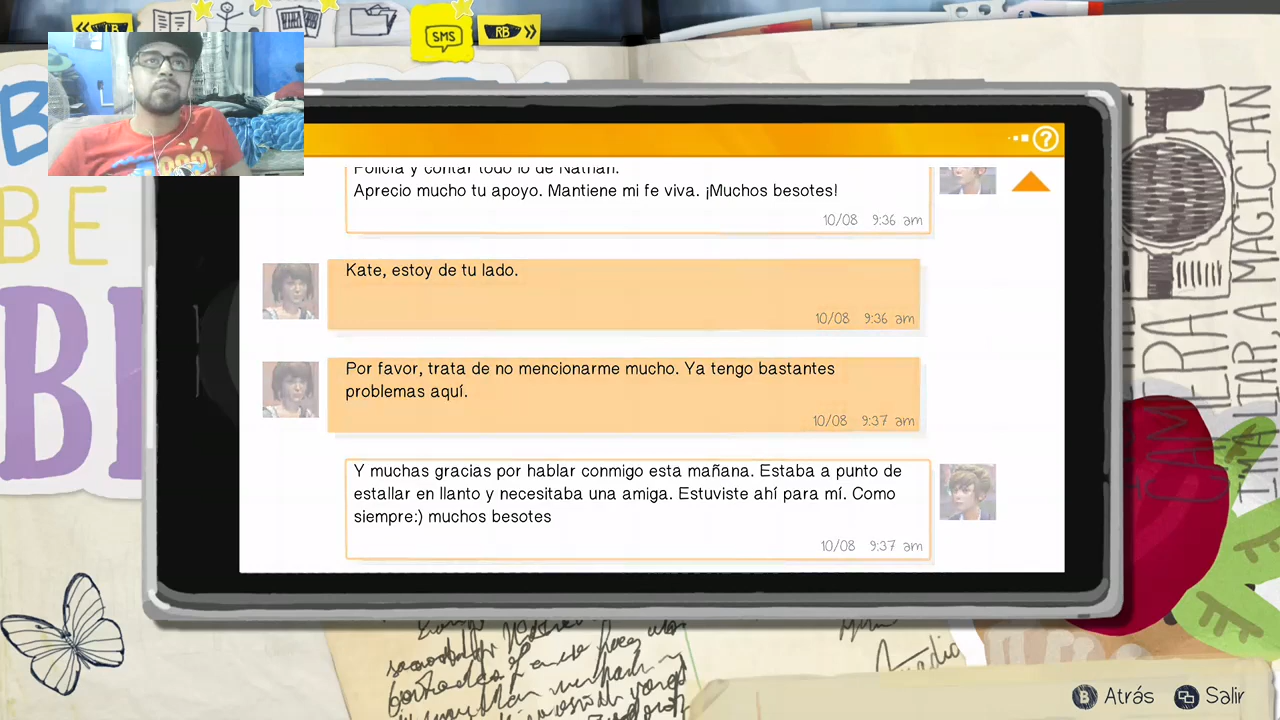 LB
SMS
RB
B
BE
Policía y contar todo lo de Nathan.
Aprecio mucho tu apoyo. Mantiene mi fe viva. ¡Muchos besotes!
10/08 9:36 am
Kate, estoy de tu lado.
10/08 9:36 am
Por favor, trata de no mencionarme mucho. Ya tengo bastantes
problemas aquí.
10/08 9:37 am
Y muchas gracias por hablar conmigo esta mañana. Estaba a punto de
estallar en llanto y necesitaba una amiga. Estuviste ahí para mí. Como
siempre:) muchos besotes
10/08 9:37 am
CAMERA
MAGICIAN
B Atrás
Salir